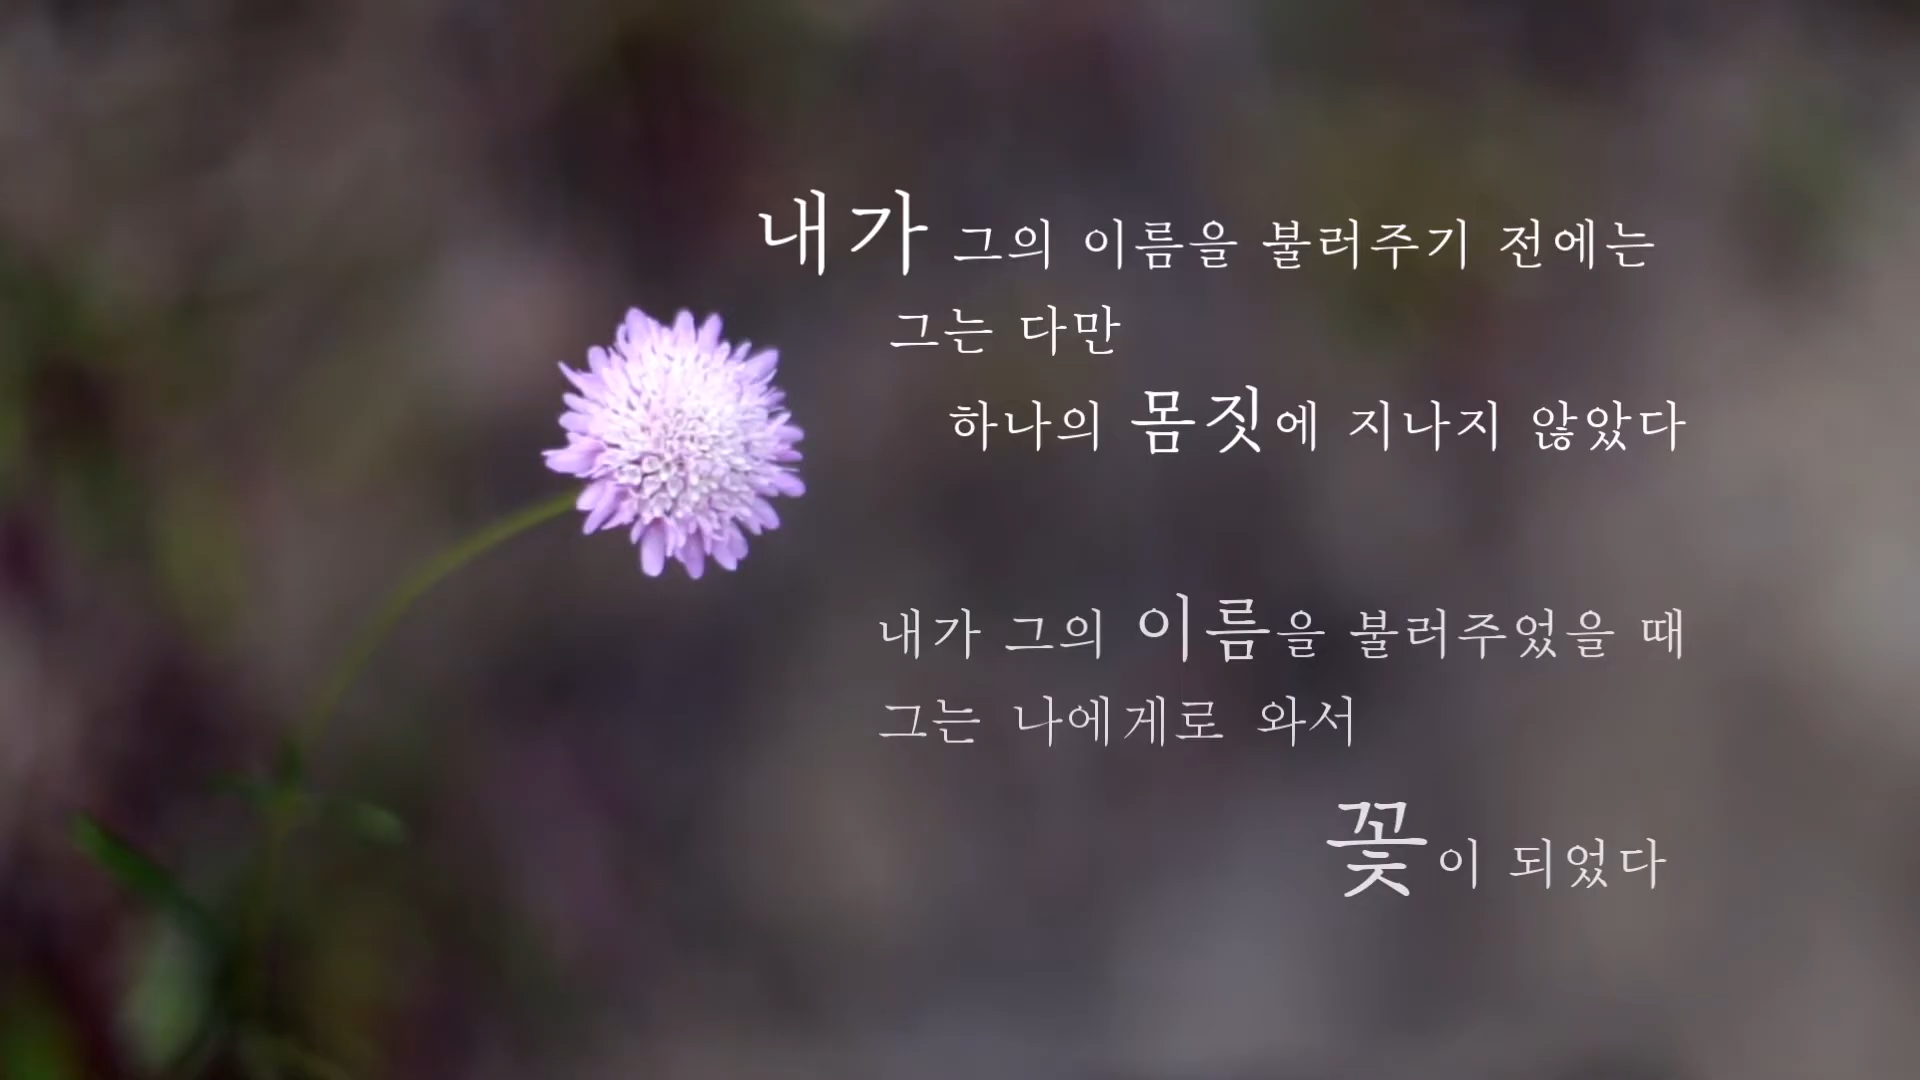 내가 그의 이름을 불러주기 전에는
그는 다만
하나의 몸짓에 지나지 않았다
내가 그의 이름을 불러주었을 때
그는 나에게로 와서
꽃이 되었다